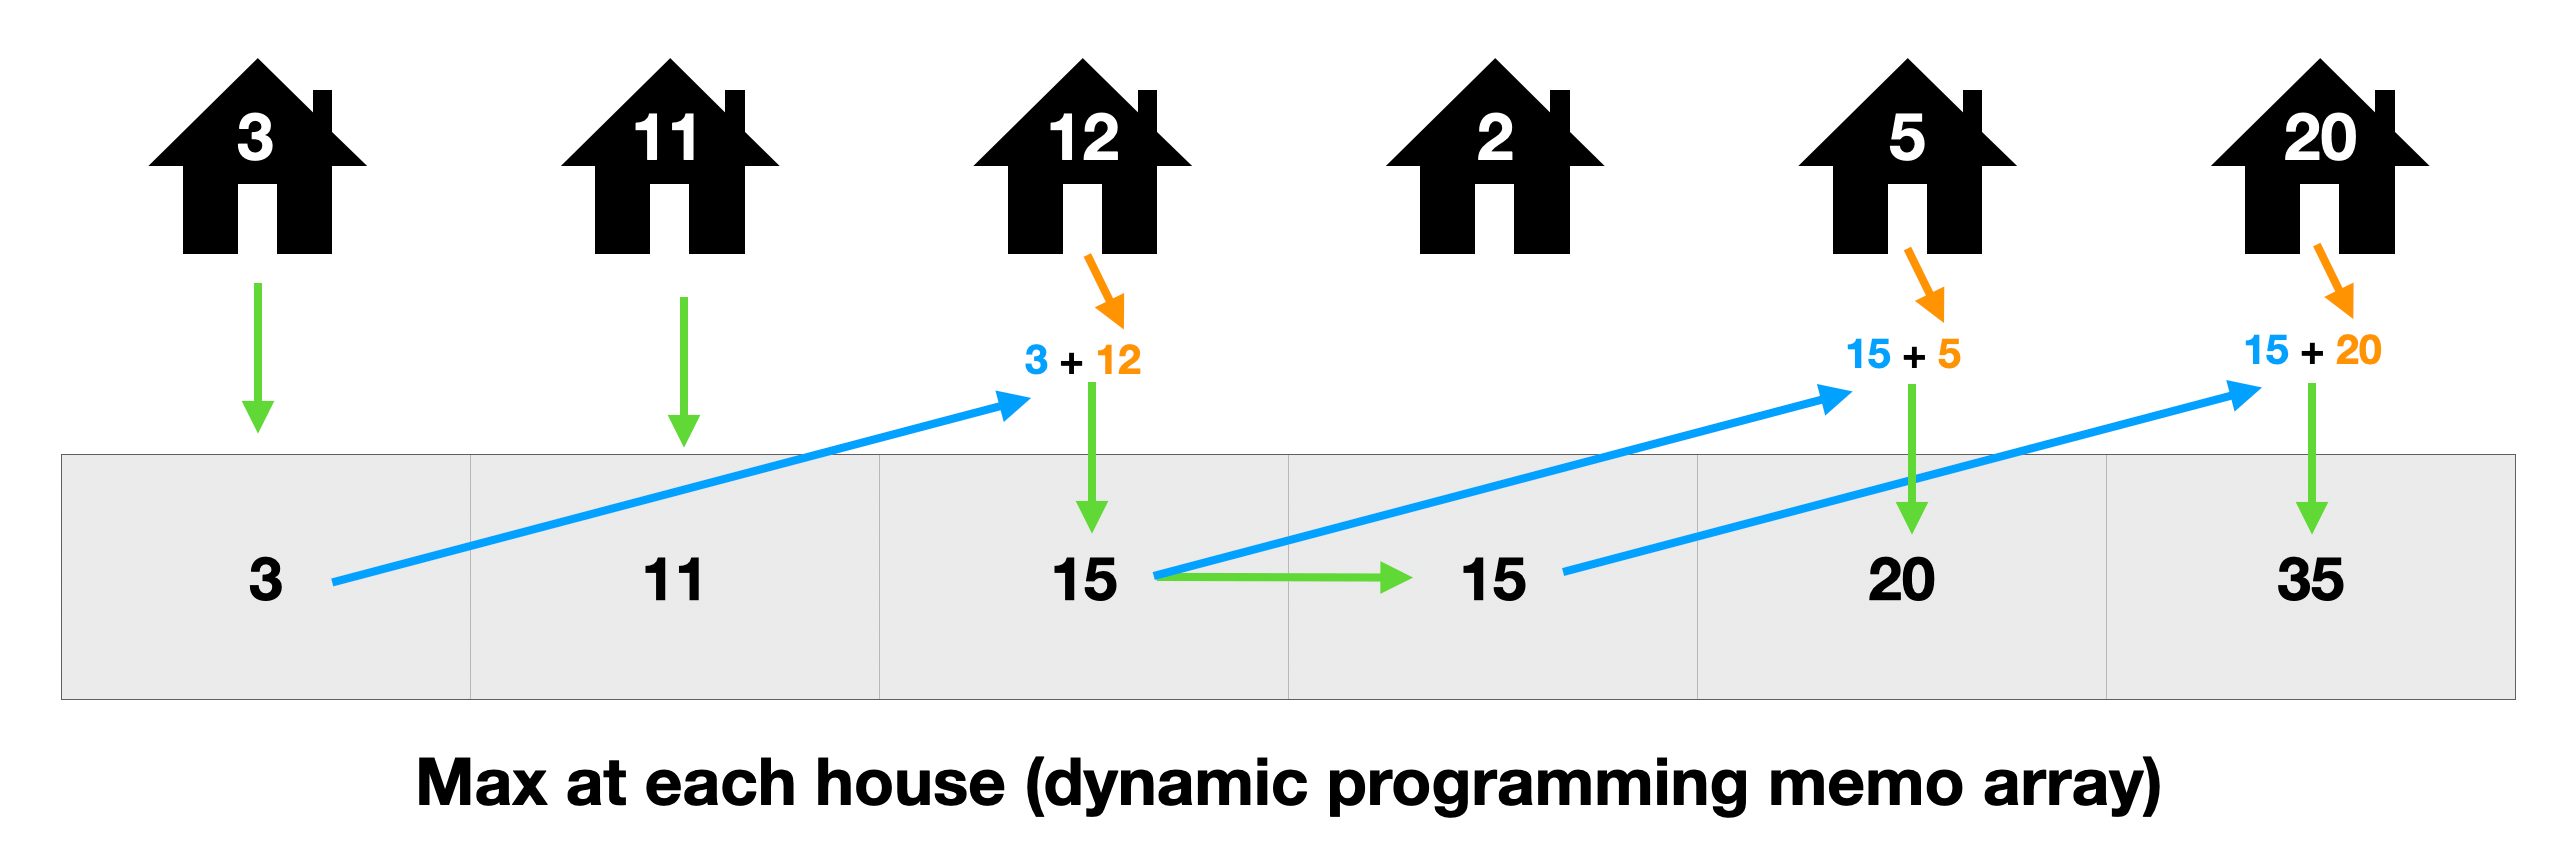 3 11 12 2 5 20
3 + 12 15 + 5 15 + 20
3 11 15 15 20 35
Max at each house (dynamic programming memo array)